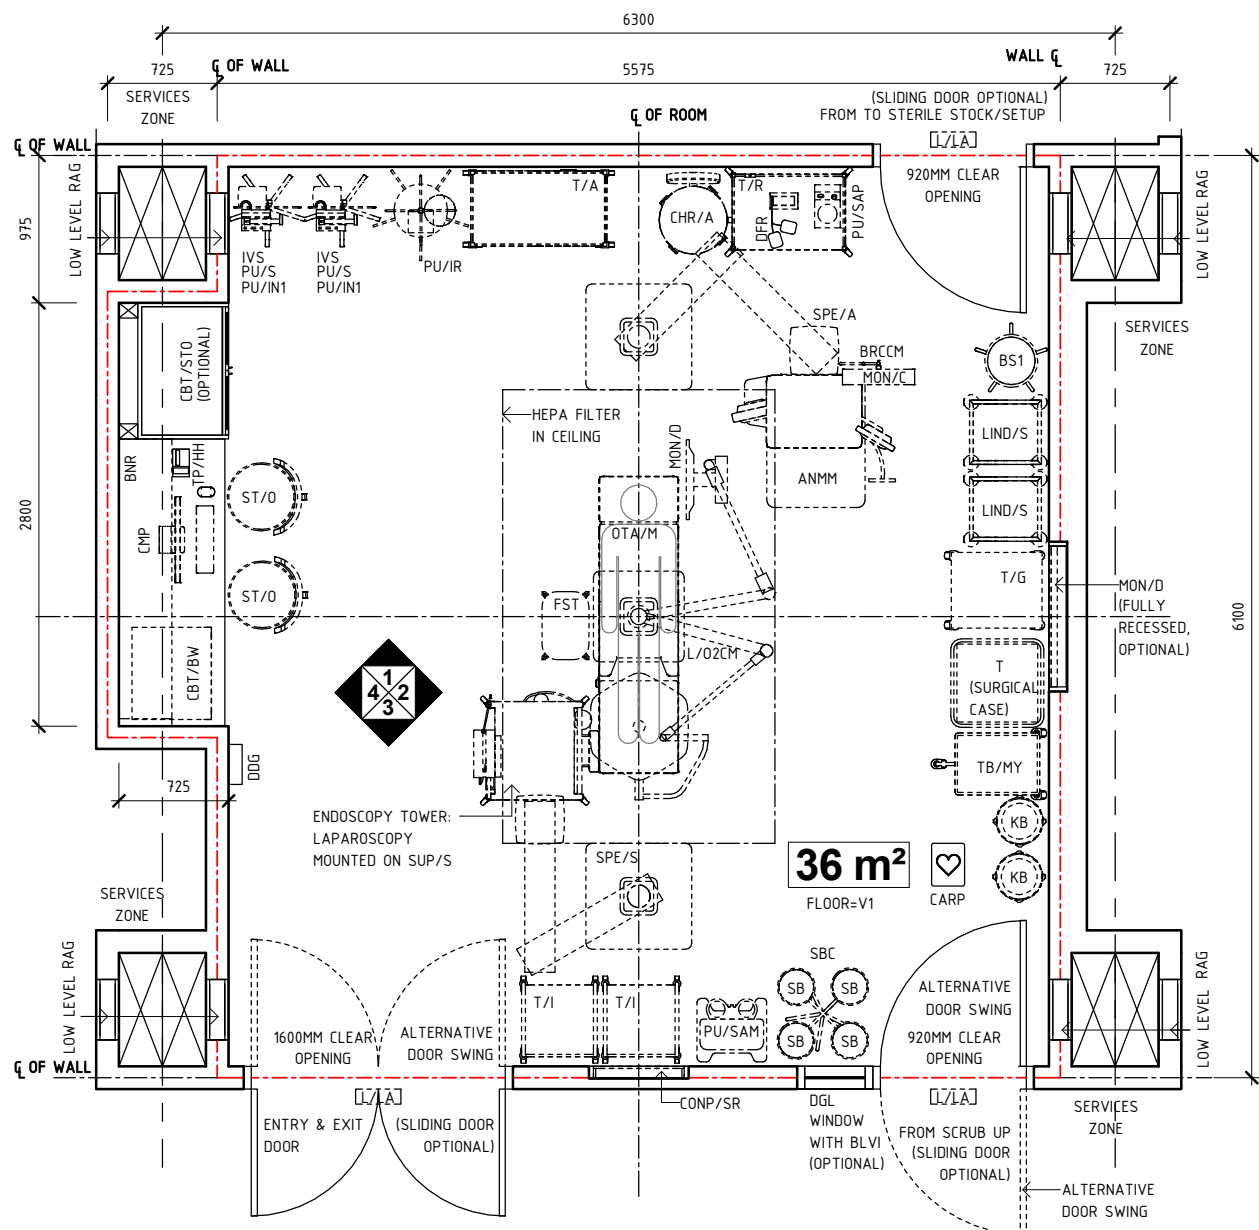 6300
725
℄ OF WALL
5575
WALL ℄
725
SERVICES
ZONE
(SLIDING DOOR OPTIONAL)
FROM TO STERILE STOCK/SETUP
℄ OF ROOM
L/LA
℄ OF WALL
LOW LEVEL RAG
975
920MM CLEAR
OPENING
T/A
T/R
CHR/A
DFR
PU/SAP
LOW LEVEL RAG
IVS
PU/S
PU/IN1
IVS
PU/S
PU/IN1
PU/IR
SPE/A
SERVICES
ZONE
CBT/STO
(OPTIONAL)
BRCCM
MON/C
BS1
HEPA FILTER
IN CEILING
LIND/S
MON/D
BNR
TP/HH
ANMM
ST/O
LIND/S
2800
CMP
OTA/M
T/G
MON/D
(FULLY
RECESSED,
OPTIONAL)
ST/O
FST
6100
CBT/BW
L/O2CM
1
4 2
3
T
(SURGICAL
CASE)
DDG
TB/MY
725
ENDOSCOPY TOWER:
LAPAROSCOPY
MOUNTED ON SUP/S
KB
SPE/S
36 m²
FLOOR=V1
CARP
KB
SERVICES
ZONE
LOW LEVEL RAG
SBC
SB
SB
ALTERNATIVE
DOOR SWING
LOW LEVEL RAG
T/I
T/I
1600MM CLEAR
OPENING
ALTERNATIVE
DOOR SWING
PU/SAM
SB
SB
920MM CLEAR
OPENING
℄ OF WALL
L/LA
CONP/SR
DGL
WINDOW
WITH BLVI
(OPTIONAL)
L/LA
SERVICES
ZONE
ENTRY & EXIT
DOOR
(SLIDING DOOR
OPTIONAL)
FROM SCRUB UP
(SLIDING DOOR
OPTIONAL)
ALTERNATIVE
DOOR SWING